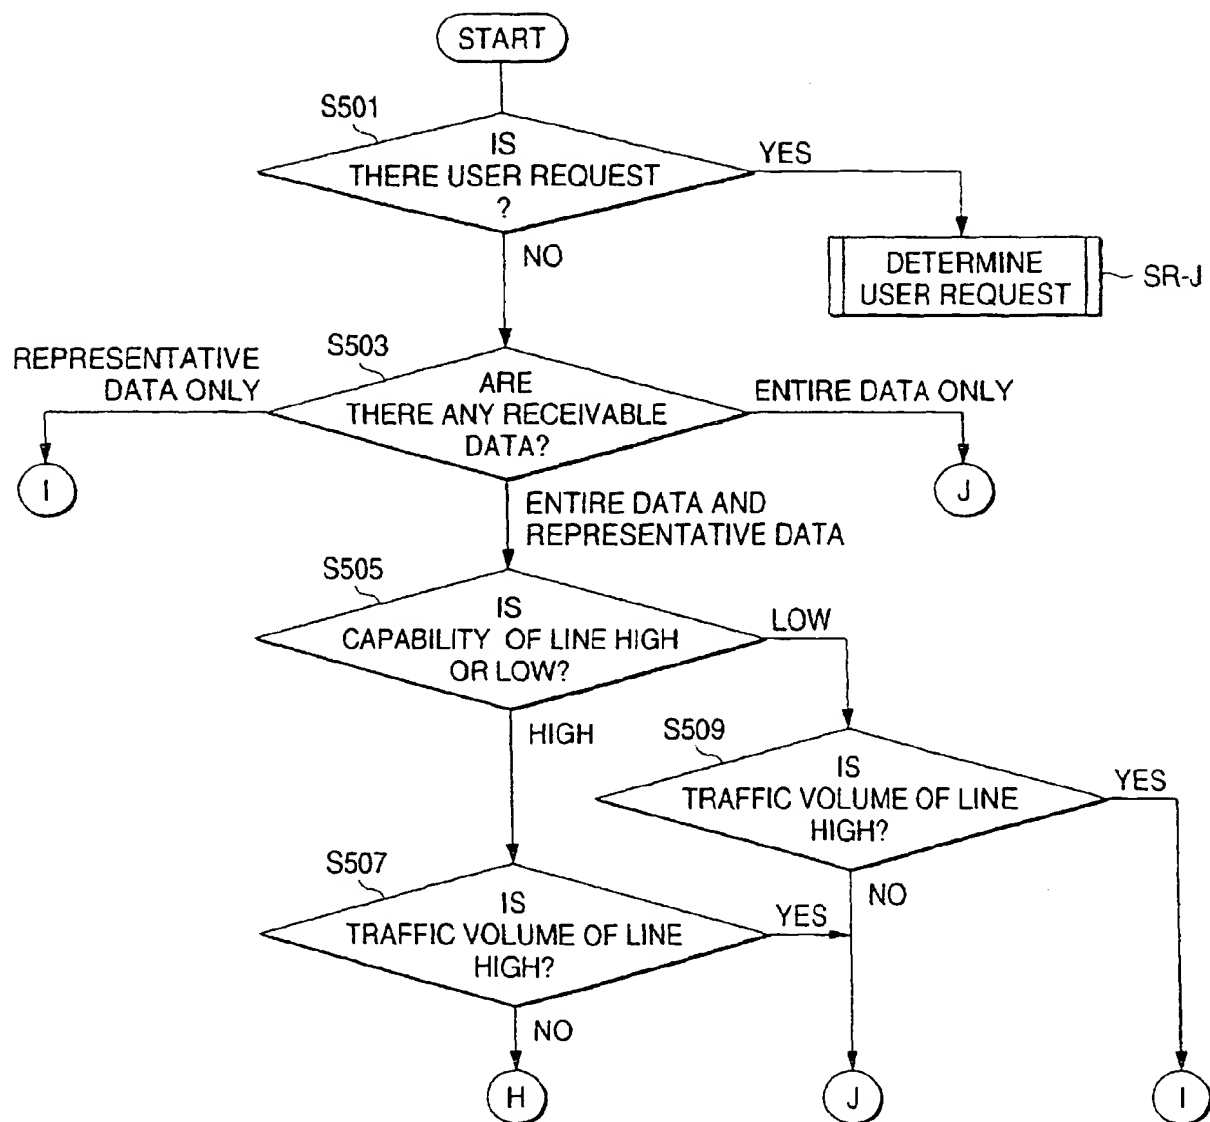 START
S501
IS
THERE USER REQUEST
?
YES
NO
DETERMINE
USER REQUEST
SR-J
S503
REPRESENTATIVE
DATA ONLY
ARE
THERE ANY RECEIVABLE
DATA?
ENTIRE DATA ONLY
I
J
ENTIRE DATA AND
REPRESENTATIVE DATA
S505
IS
CAPABILITY OF LINE HIGH
OR LOW?
LOW
HIGH
S509
IS
TRAFFIC VOLUME OF LINE
HIGH?
YES
NO
S507
IS
TRAFFIC VOLUME OF LINE
HIGH?
YES
NO
H
J
I